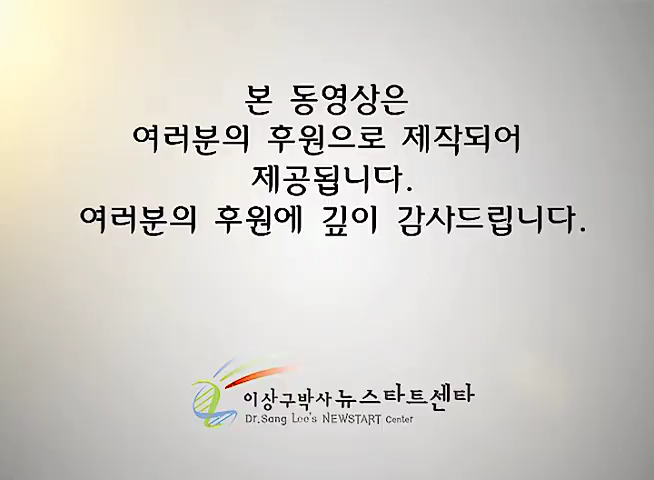 본 동영상은
여러분의 후원으로 제작되어
제공됩니다.
여러분의 후원에 깊이 감사드립니다.
이상구박사 뉴스타트센타
Dr.Sang Lee's NEWSTART Center